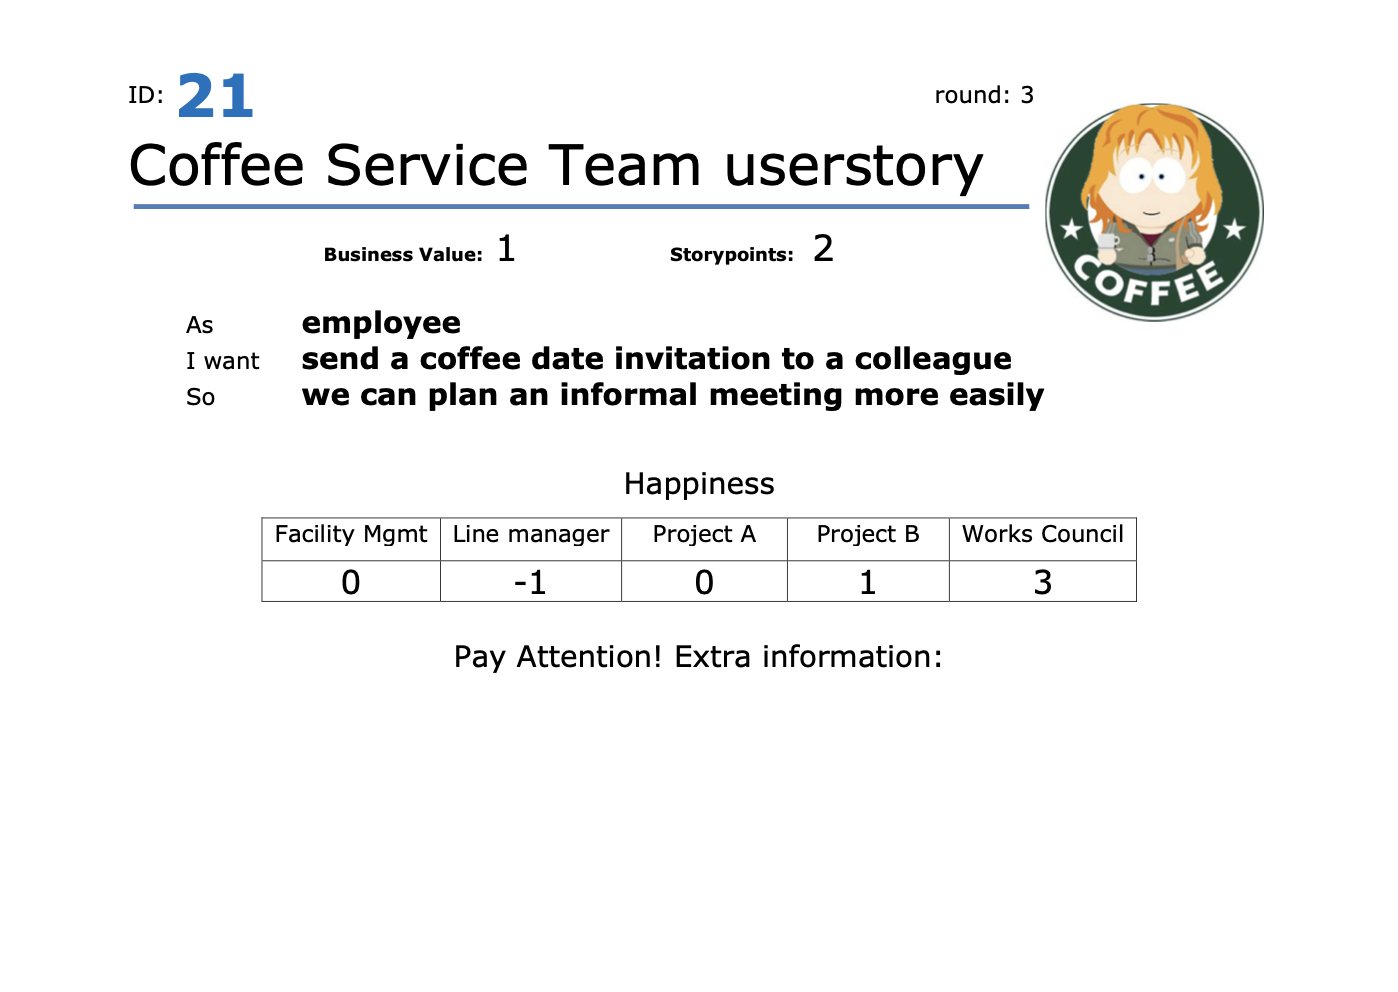 ID: 21
round: 3
Coffee Service Team userstory
Business Value: 1
Storypoints: 2
As employee
I want send a coffee date invitation to a colleague
So we can plan an informal meeting more easily
COFFEE
Happiness
Facility Mgmt Line manager Project A Project B Works Council
0 -1 0 1 3
Pay Attention! Extra information: